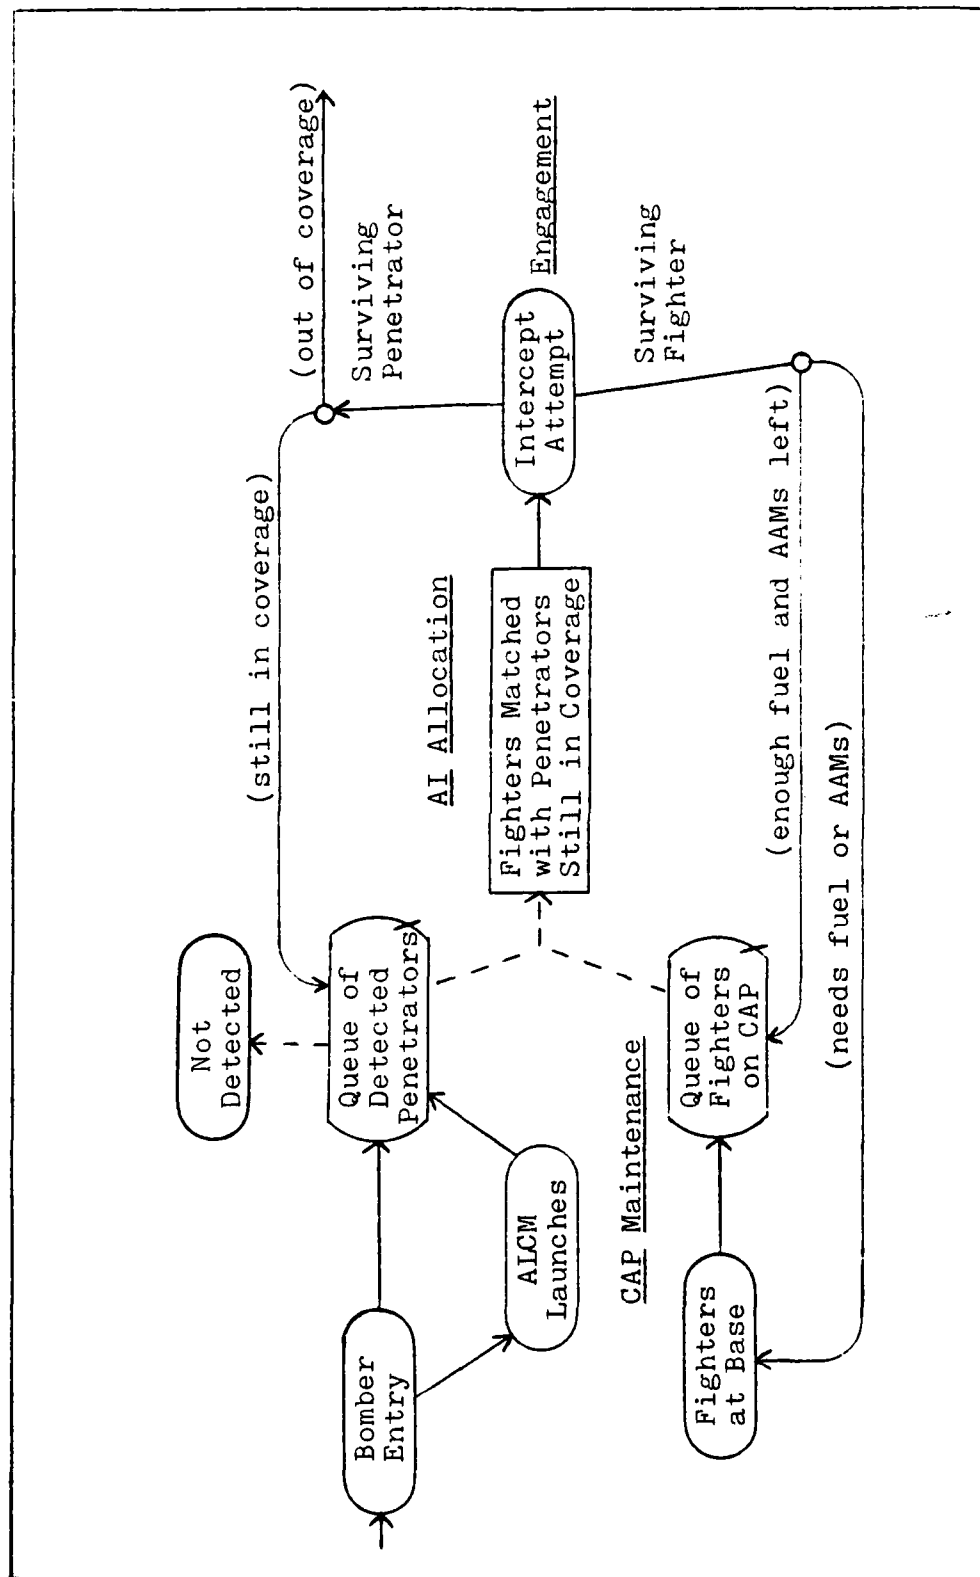 (out of coverage)
(still in coverage)
Surviving
Penetrator
Not
Detected
Queue of
Detected
Penetrators
Bomber
Entry
ALCM
Launches
AI Allocation
Fighters Matched
with Penetrators
Still in Coverage
Intercept
Attempt
Engagement
Surviving
Fighter
CAP Maintenance
Fighters
at Base
Queue of
Fighters
on CAP
(enough fuel and AAMs left)
(needs fuel or AAMs)